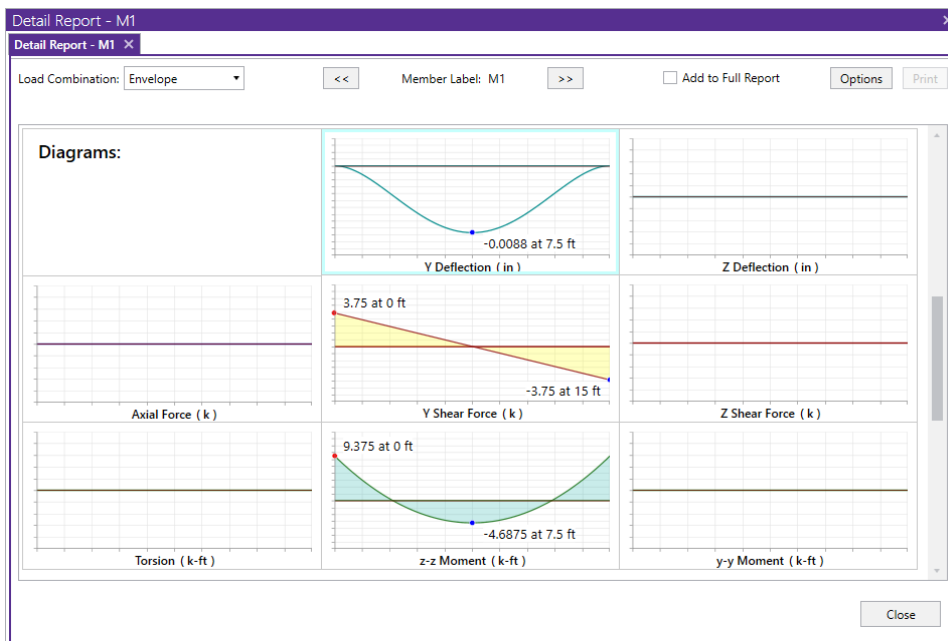 Detail Report - M1
Detail Report - M1 ×
Load Combination: Envelope << Member Label: M1 >> Add to Full Report Options Print
Diagrams:
-0.0088 at 7.5 ft
Y Deflection ( in )
Z Deflection ( in )
Axial Force ( k )
3.75 at 0 ft
-3.75 at 15 ft
Y Shear Force ( k )
Z Shear Force ( k )
Torsion ( k-ft )
9.375 at 0 ft
-4.6875 at 7.5 ft
z-z Moment ( k-ft )
y-y Moment ( k-ft )
Close